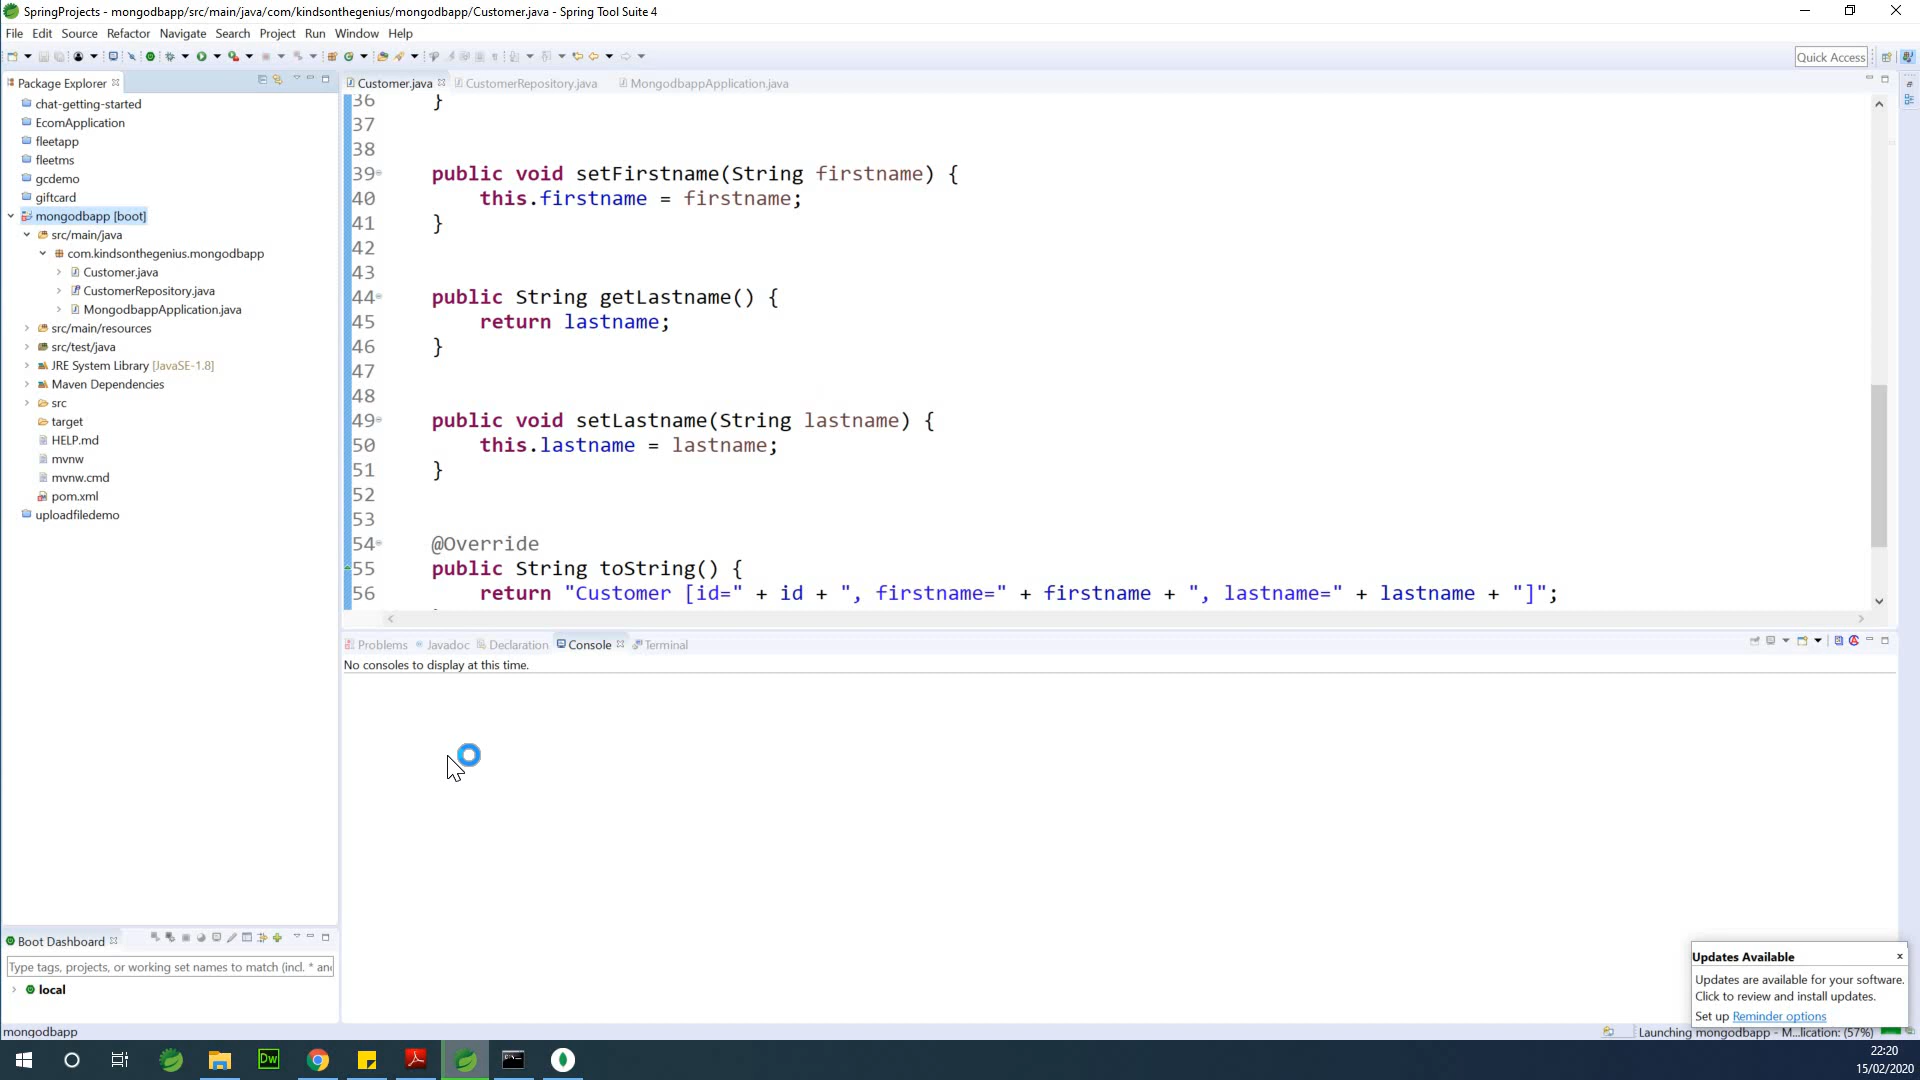 SpringProjects - mongodbapp/src/main/java/com/kindsonthegenius/mongodbapp/Customer.java - Spring Tool Suite 4
File Edit Source Refactor Navigate Search Project Run Window Help
Quick Access
Package Explorer
chat-getting-started
EcomApplication
fleetapp
fleetms
gcdemo
giftcard
mongodbapp [boot]
src/main/java
com.kindsonthegenius.mongodbapp
Customer.java
CustomerRepository.java
MongodbappApplication.java
src/main/resources
src/test/java
JRE System Library [JavaSE-1.8]
Maven Dependencies
src
target
HELP.md
mvnw
mvnw.cmd
pom.xml
uploadfiledemo
Customer.java CustomerRepository.java MongodbappApplication.java
36 }
37
38
39 public void setFirstname(String firstname) {
40 this.firstname = firstname;
41 }
42
43
44 public String getLastname() {
45 return lastname;
46 }
47
48
49 public void setLastname(String lastname) {
50 this.lastname = lastname;
51 }
52
53
54 @Override
55 public String toString() {
56 return "Customer [id=" + id + ", firstname=" + firstname + ", lastname=" + lastname + "]";
Problems Javadoc Declaration Console Terminal
No consoles to display at this time.
Boot Dashboard
Type tags, projects, or working set names to match (incl. * an
local
Updates Available
Updates are available for your software.
Click to review and install updates.
Set up Reminder options
mongodbapp
Launching mongodbapp - M...lication: (57%)
Dw
22:20
15/02/2020